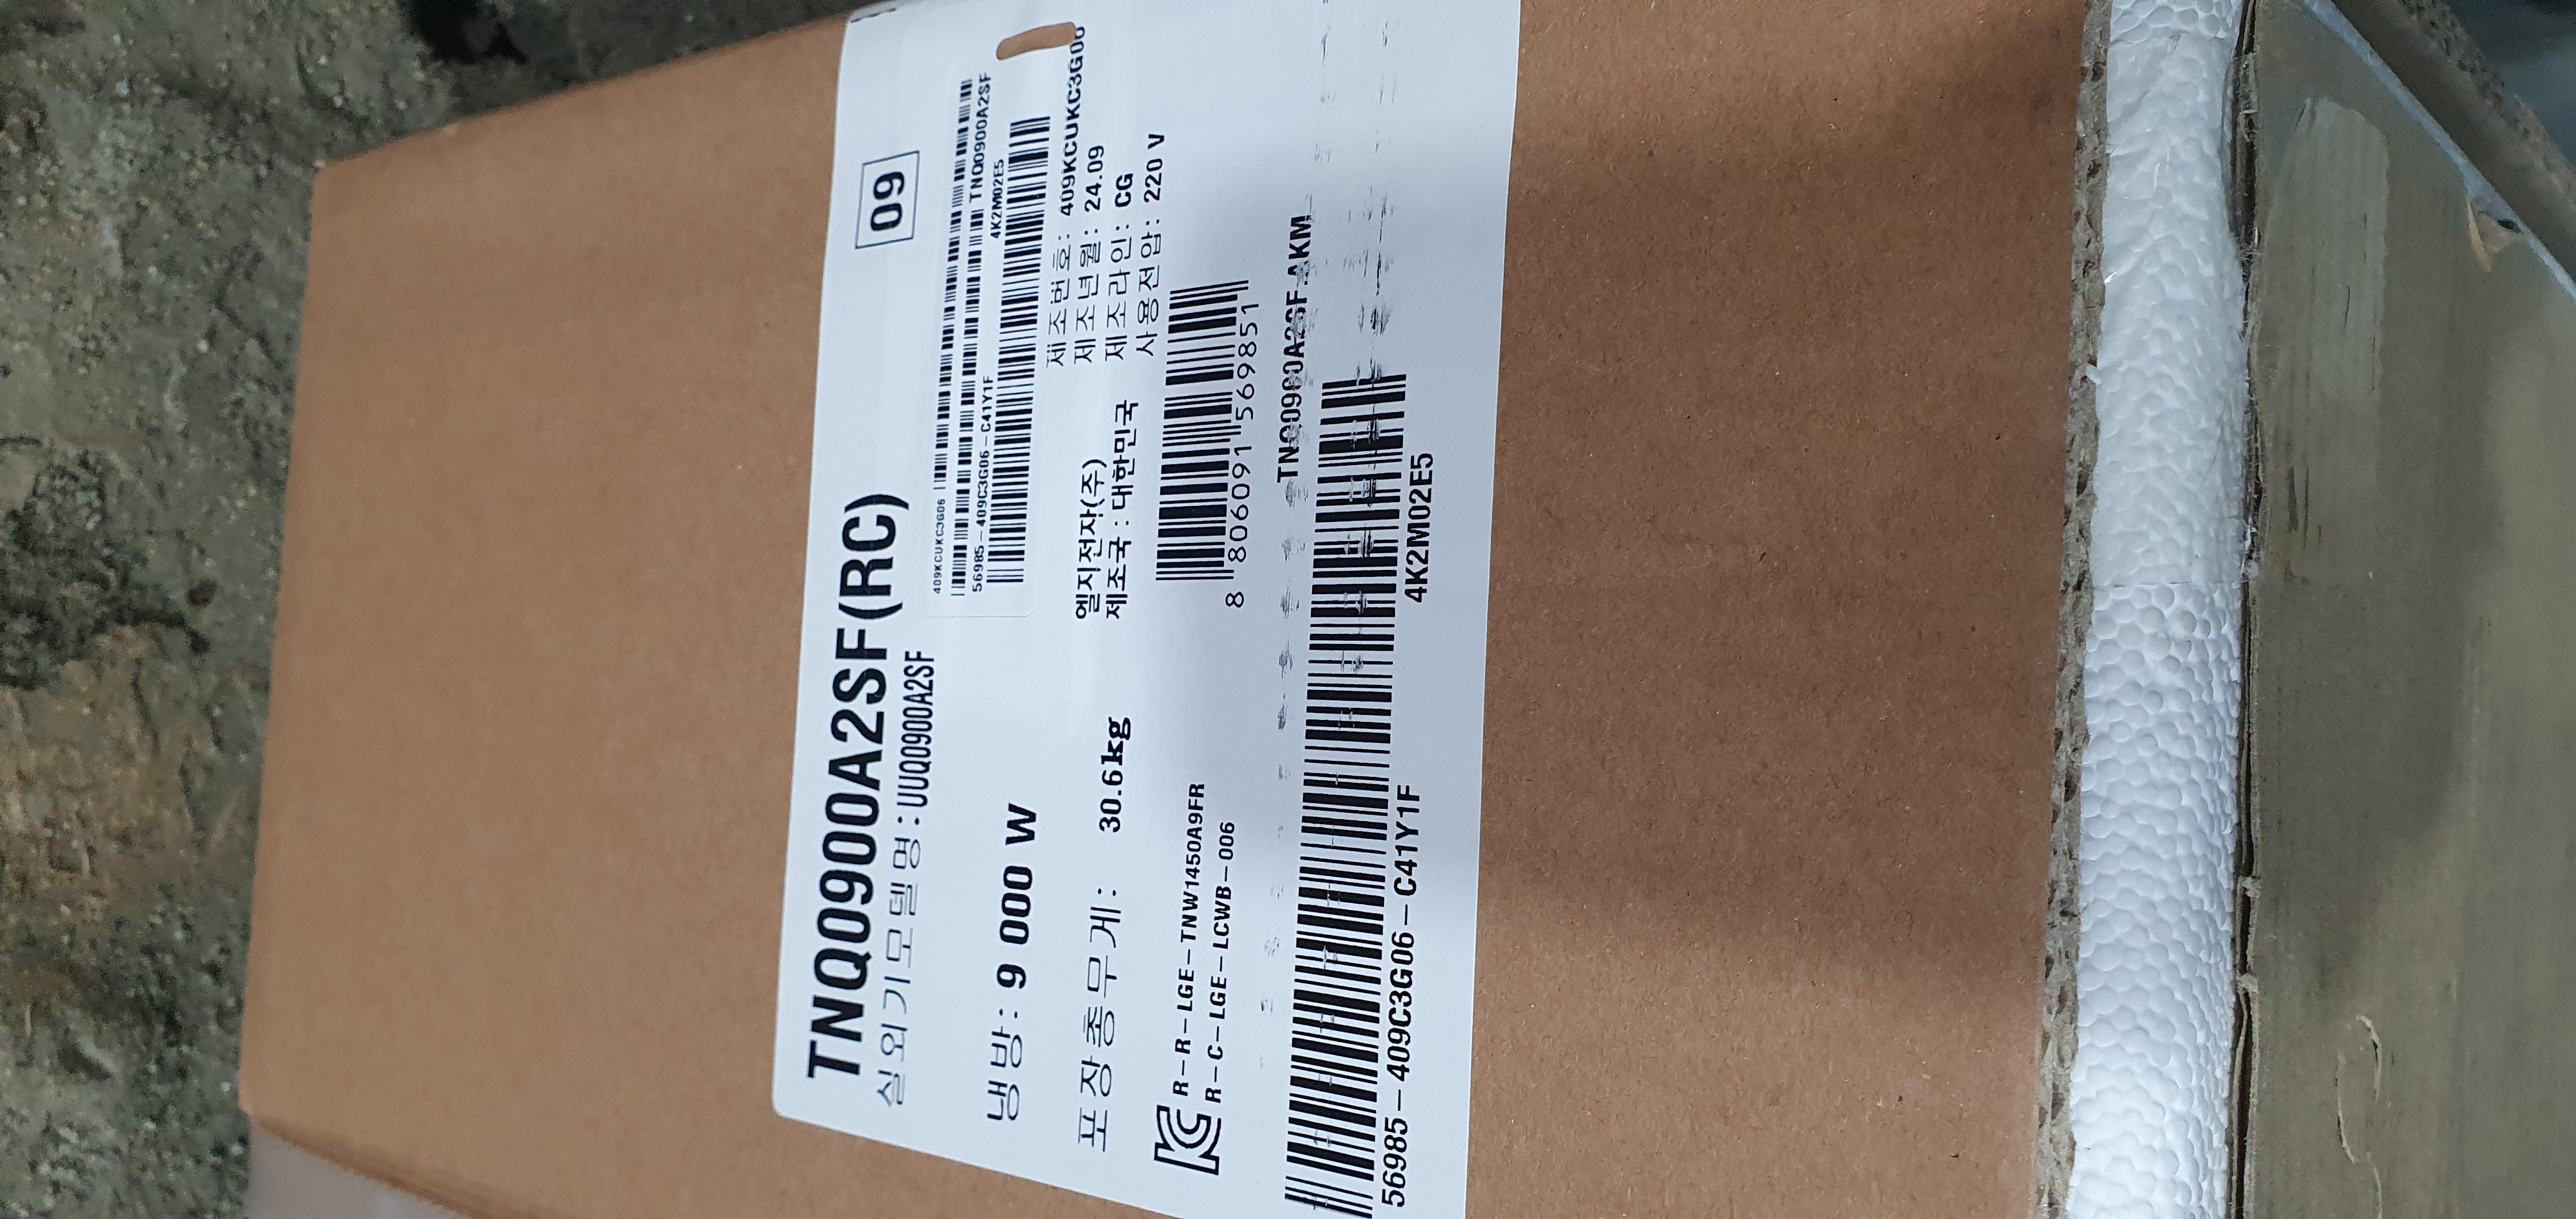 TNQ0900A2SF(RC)
실외기모델명:UUQ0900A2SF
09
409KCUKC3G06
TNQ0900A2SF
56985-409C3G06-C41Y1F
4K2M02E5
냉방: 9 000 W
포장총무게: 30.6kg
엘지전자(주)
제조국:대한민국
제조번호: 409KCUKC3G06
제조년월: 24.09
제조라인: CG
사용전압: 220 V
R-R-LGE-TNW1450A9FR
R-C-LGE-LCWB-006
8 806091 569851
TNQ0900A2SF.AKM
56985-409C3G06-C41Y1F
4K2M02E5